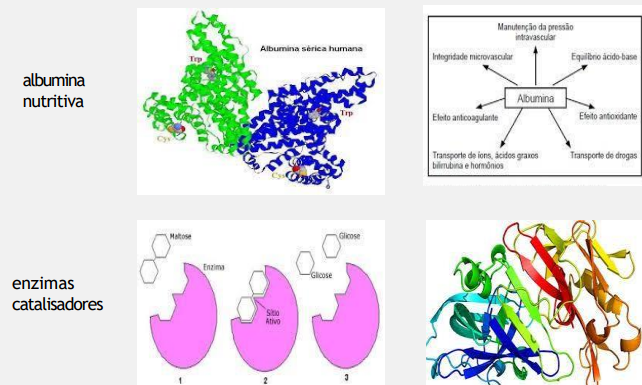 albumina
nutritiva
Albumina sérica humana
Trp
Trp
Cys
Cys
Manutenção da pressão
intravascular
Integridade microvascular
Equilíbrio ácido-base
Albumina
Efeito anticoagulante
Efeito antioxidante
Transporte de íons, ácidos graxos
bilirrubina e hormônios
Transporte de drogas
enzimas
catalisadores
Maltose
Enzima
Sítio
Ativo
Glicose
Glicose
1
2
3